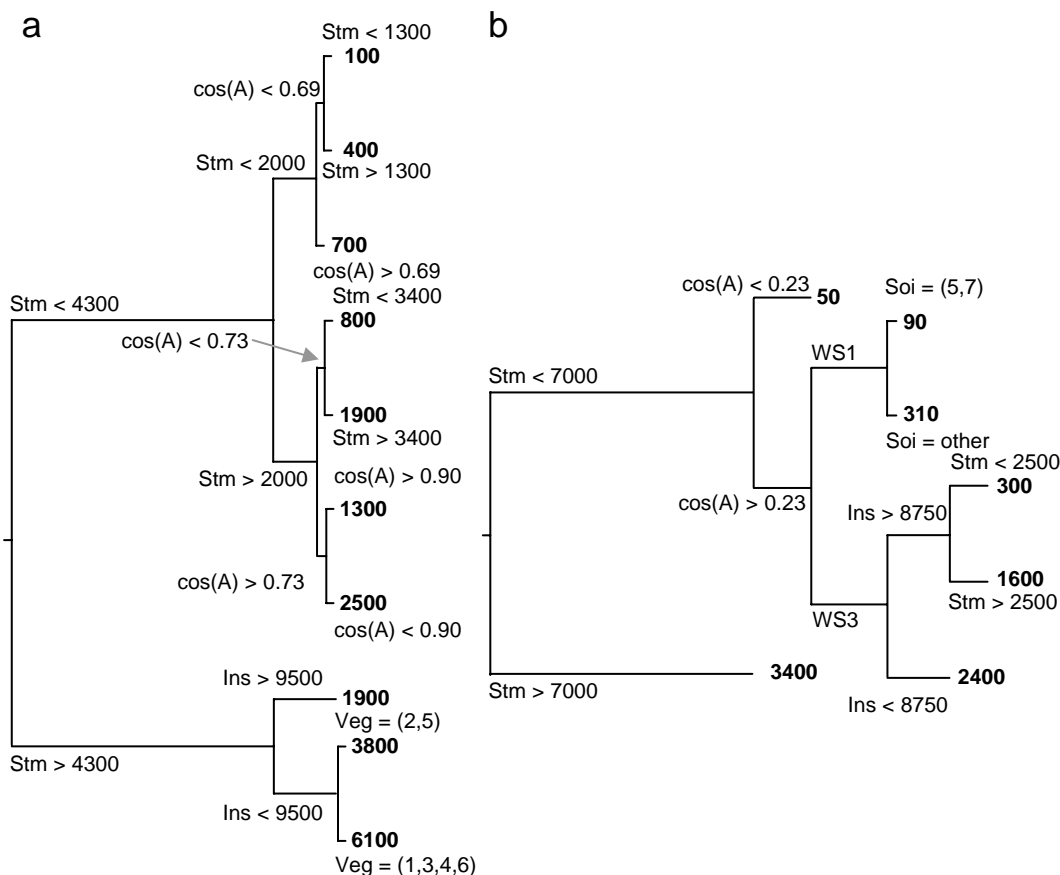 a
Stm < 1300
100
cos(A) < 0.69
400
Stm < 2000
Stm > 1300
700
cos(A) > 0.69
Stm < 4300
Stm < 3400
800
cos(A) < 0.73
1900
Stm > 3400
Stm > 2000
cos(A) > 0.90
1300
cos(A) > 0.73
2500
cos(A) < 0.90
Ins > 9500
1900
Veg = (2,5)
3800
Stm > 4300
Ins < 9500
6100
Veg = (1,3,4,6)
b
cos(A) < 0.23
50
Soi = (5,7)
90
WS1
Stm < 7000
310
Soi = other
Stm < 2500
300
cos(A) > 0.23
Ins > 8750
1600
Stm > 2500
WS3
3400
Stm > 7000
2400
Ins < 8750